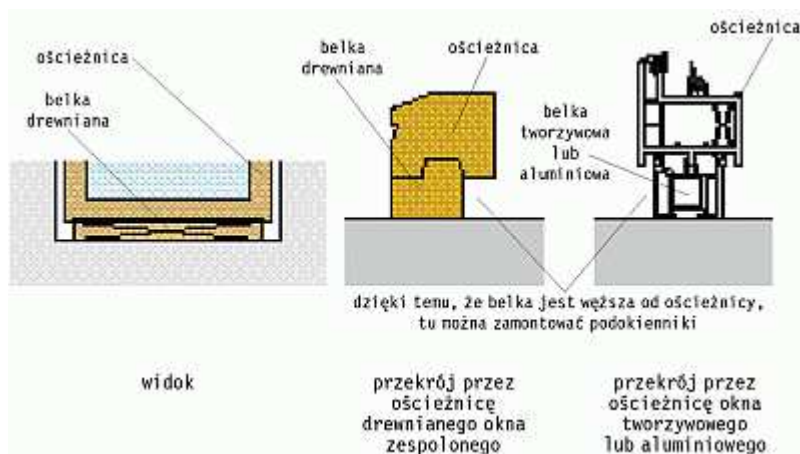 ościeżnica
belka
drewniana
belka
drewniana
ościeżnica
ościeżnica
belka
tworzywowa
lub
aluminiowa
dzięki temu, że belka jest węższa od ościeżnicy,
tu można zamontować podokienniki
widok
przekrój przez
ościeżnicę
drewnianego okna
zespolonego
przekrój przez
ościeżnicę okna
tworzywowego
lub aluminiowego